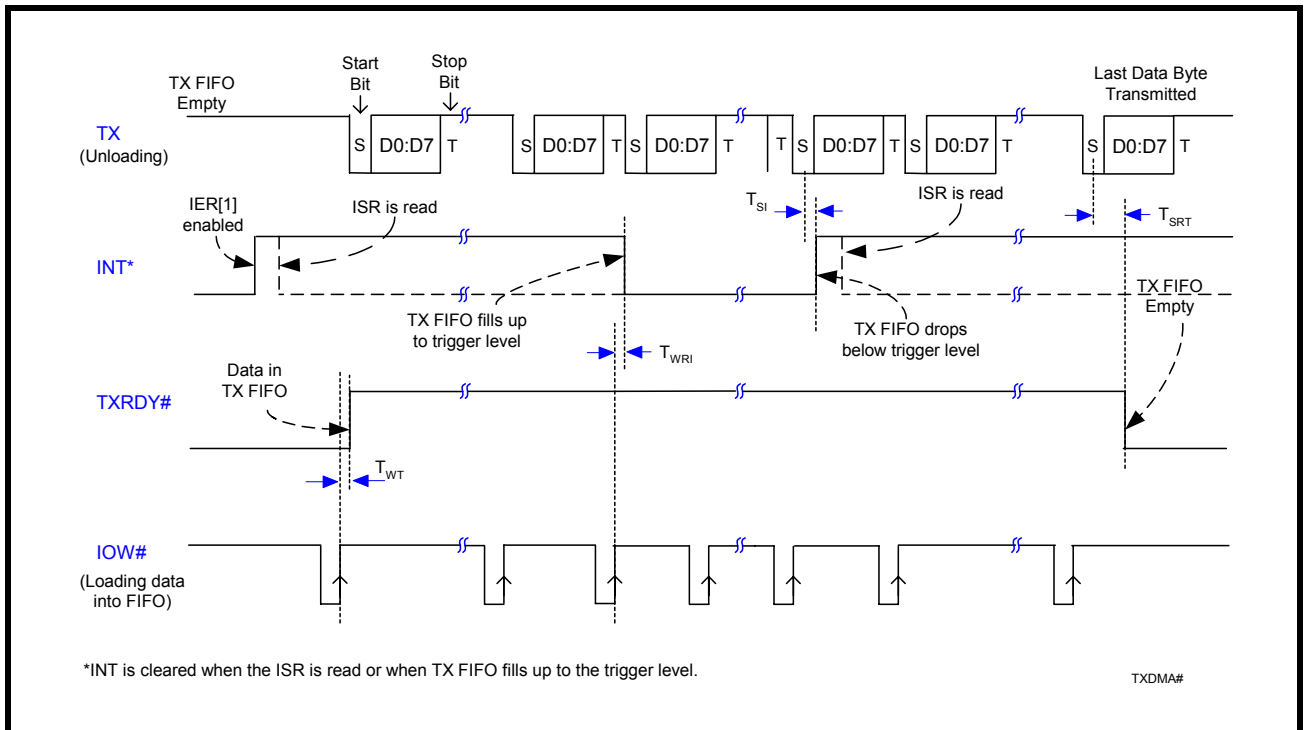 TX FIFO
Empty
Start
Bit
Stop
Bit
Last Data Byte
Transmitted
TX
(Unloading)
S D0:D7 T S D0:D7 T S D0:D7 T T S D0:D7 T S D0:D7 T S D0:D7 T
IER[1]
enabled
ISR is read
TSI
ISR is read
TSRT
INT*
TX FIFO fills up
to trigger level
TX FIFO drops
below trigger level
TX FIFO
Empty
TWRI
Data in
TX FIFO
TXRDY#
TWT
IOW#
(Loading data
into FIFO)
*INT is cleared when the ISR is read or when TX FIFO fills up to the trigger level.
TXDMA#